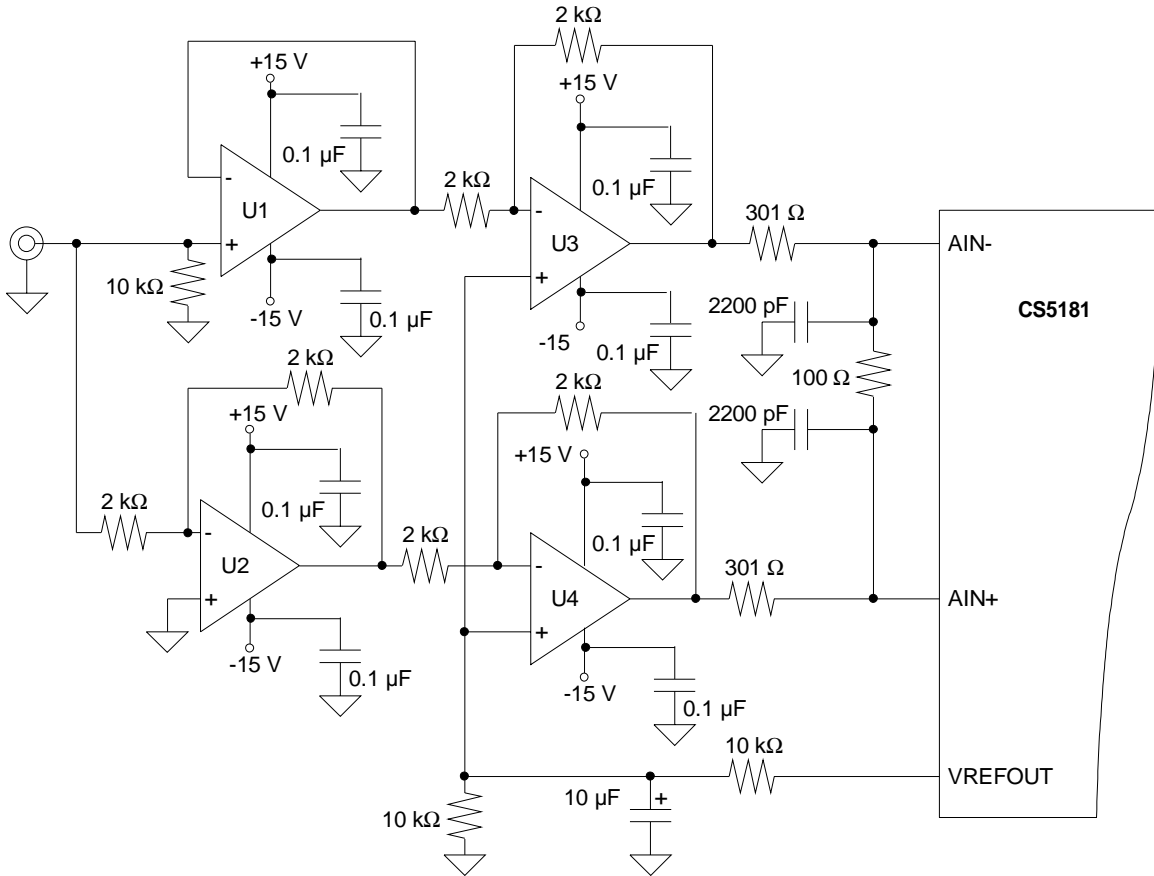 2 kΩ
2 kΩ
+15 V
+15 V
0.1 µF
0.1 µF
-
U1
+
2 kΩ
-
U3
+
301 Ω
AIN-
10 kΩ
-15 V
0.1 µF
-15
0.1 µF
2200 pF
CS5181
100 Ω
2200 pF
2 kΩ
2 kΩ
+15 V
+15 V
0.1 µF
0.1 µF
2 kΩ
-
U2
+
2 kΩ
-
U4
+
301 Ω
AIN+
-15 V
0.1 µF
-15 V
0.1 µF
10 kΩ
VREFOUT
10 kΩ
10 µF
+